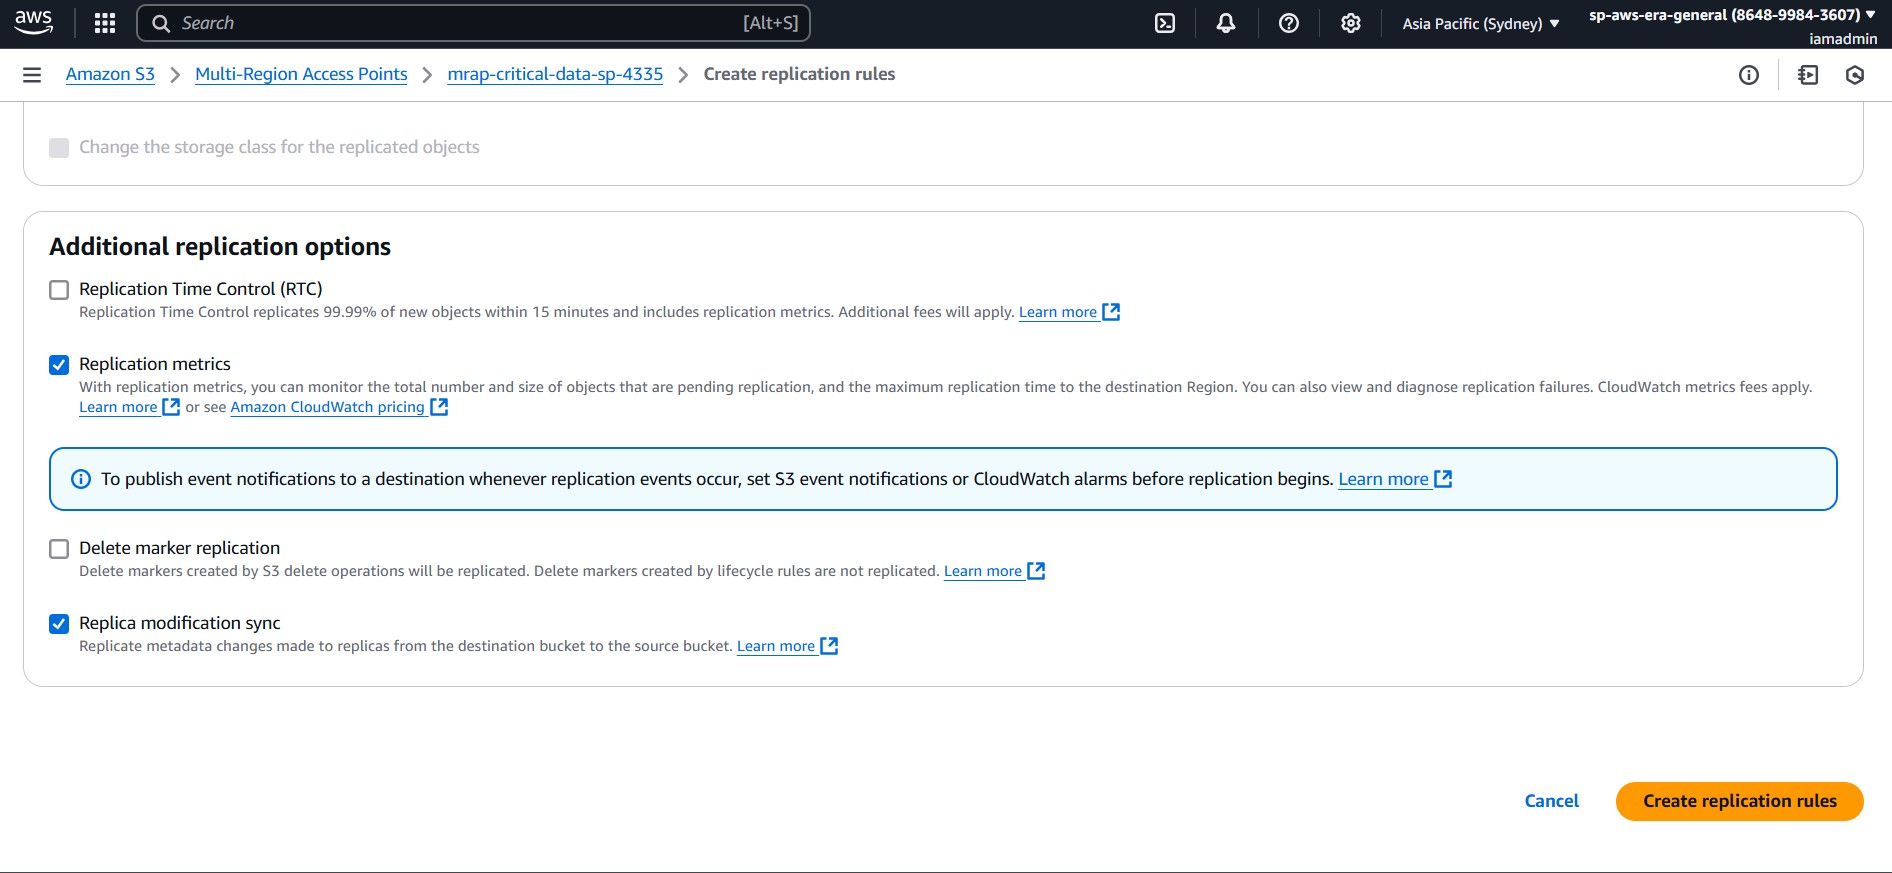 aws
Search [Alt+S]
Asia Pacific (Sydney)
sp-aws-era-general (8648-9984-3607)
iamadmin
Amazon S3 > Multi-Region Access Points > mrap-critical-data-sp-4335 > Create replication rules
Change the storage class for the replicated objects
Additional replication options
Replication Time Control (RTC)
Replication Time Control replicates 99.99% of new objects within 15 minutes and includes replication metrics. Additional fees will apply. Learn more
Replication metrics
With replication metrics, you can monitor the total number and size of objects that are pending replication, and the maximum replication time to the destination Region. You can also view and diagnose replication failures. CloudWatch metrics fees apply.
Learn more or see Amazon CloudWatch pricing
To publish event notifications to a destination whenever replication events occur, set S3 event notifications or CloudWatch alarms before replication begins. Learn more
Delete marker replication
Delete markers created by S3 delete operations will be replicated. Delete markers created by lifecycle rules are not replicated. Learn more
Replica modification sync
Replicate metadata changes made to replicas from the destination bucket to the source bucket. Learn more
Cancel
Create replication rules